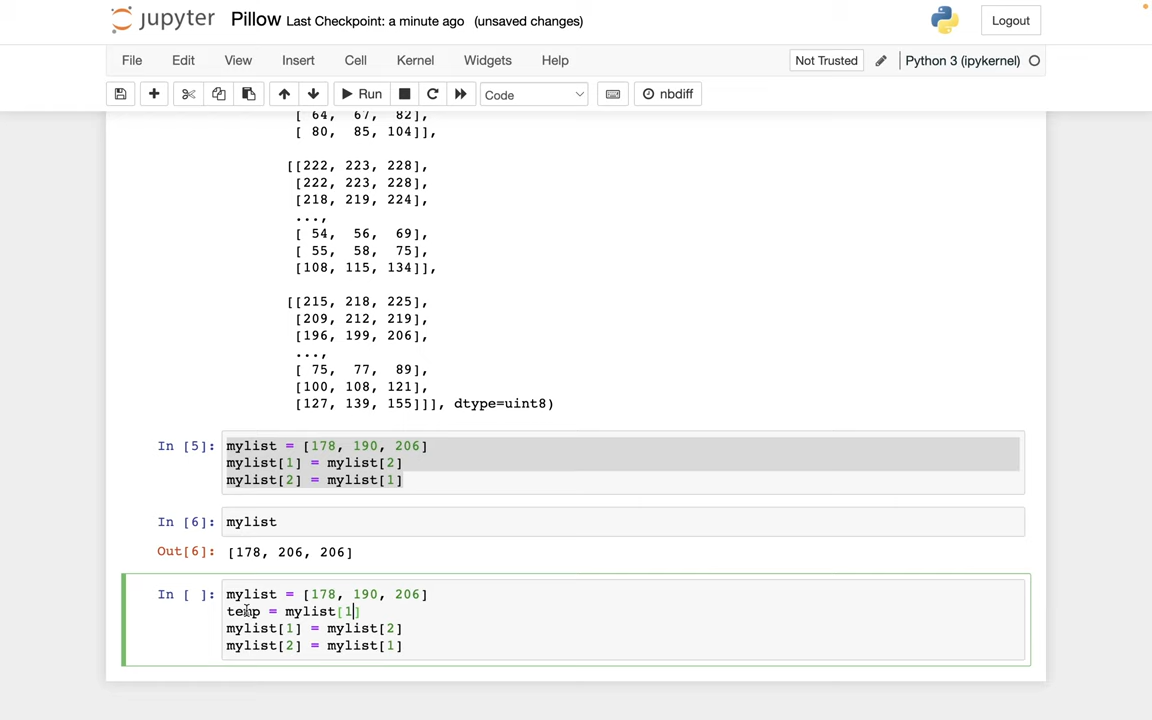 jupyter Pillow Last Checkpoint: a minute ago (unsaved changes) Logout
File Edit View Insert Cell Kernel Widgets Help Not Trusted Python 3 (ipykernel)
Run Code nbdiff
[ 64, 67, 82],
[ 80, 85, 104]],
[[222, 223, 228],
[222, 223, 228],
[218, 219, 224],
...,
[ 54, 56, 69],
[ 55, 58, 75],
[108, 115, 134]],
[[215, 218, 225],
[209, 212, 219],
[196, 199, 206],
...,
[ 75, 77, 89],
[100, 108, 121],
[127, 139, 155]]], dtype=uint8)
In [5]: mylist = [178, 190, 206]
mylist[1] = mylist[2]
mylist[2] = mylist[1]
In [6]: mylist
Out[6]: [178, 206, 206]
In [ ]: mylist = [178, 190, 206]
temp = mylist[1]
mylist[1] = mylist[2]
mylist[2] = mylist[1]